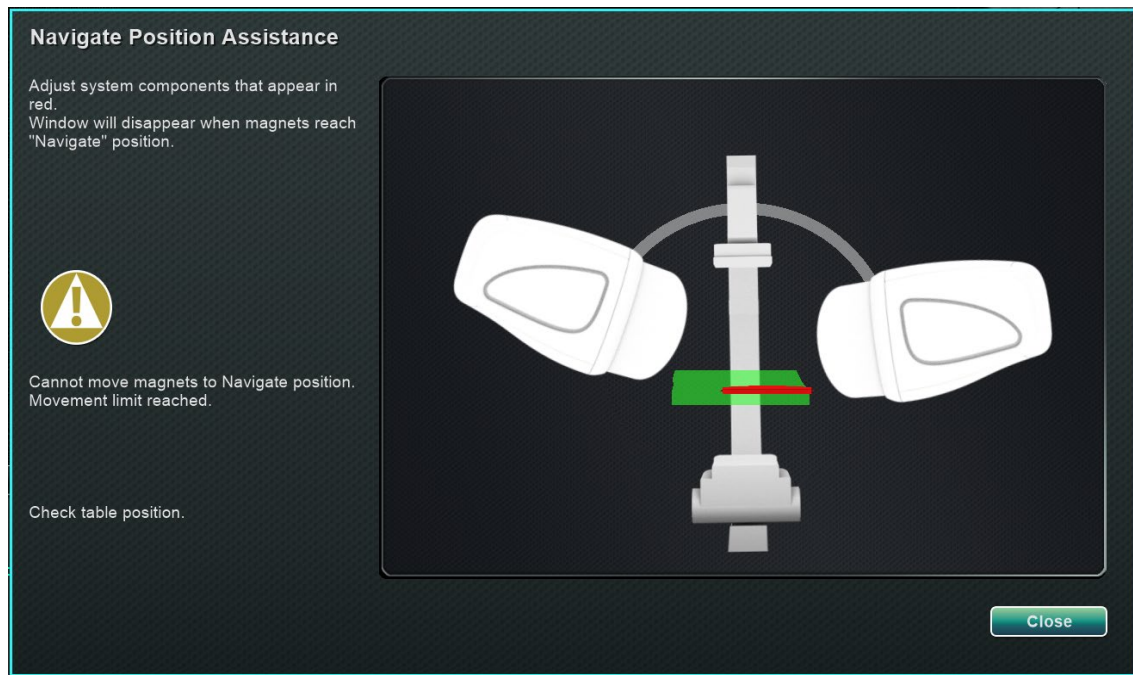 Navigate Position Assistance
Adjust system components that appear in
red.
Window will disappear when magnets reach
"Navigate" position.
Cannot move magnets to Navigate position.
Movement limit reached.
Check table position.
Close